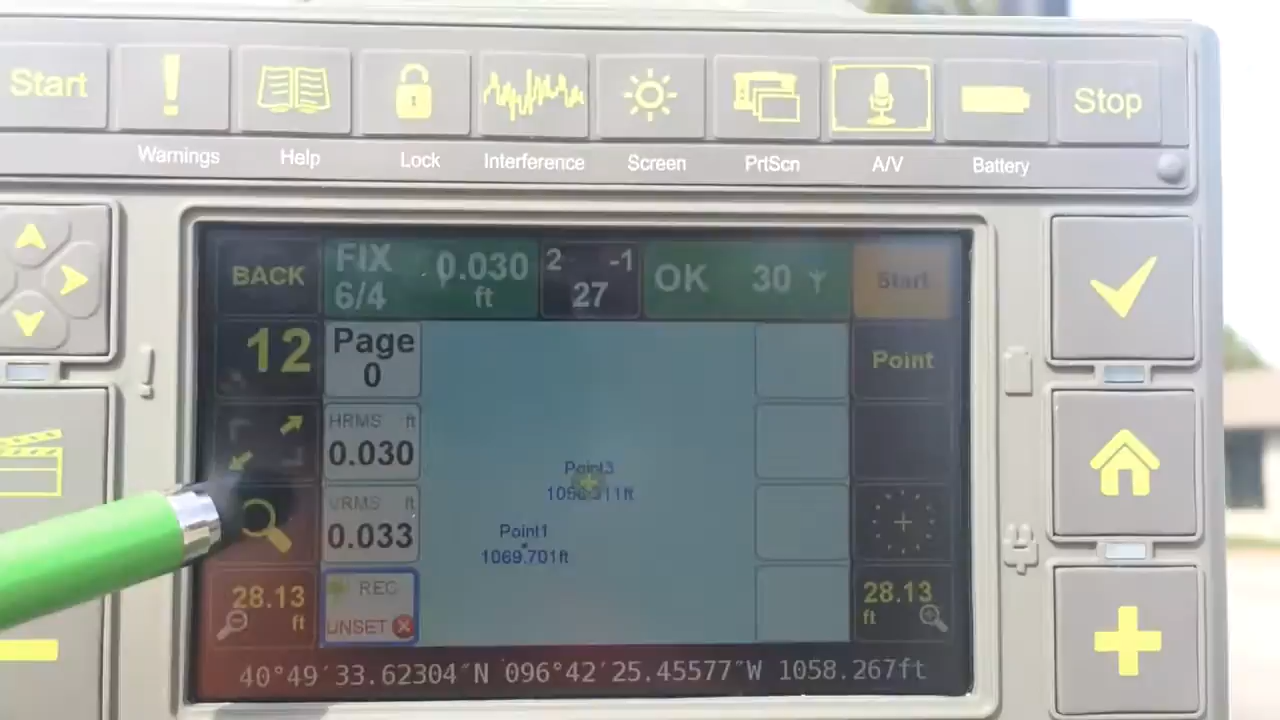 Start
Stop
Warnings Help Lock Interference Screen PrtScn A/V Battery
BACK
FIX
6/4
0.030
ft
2 -1
27
OK 30
Start
12
Page
0
Point
HRMS ft
0.030
VRMS ft
0.033
Point3
Point1
1069.701ft
REC
UNSET
28.13
ft
28.13
ft
40°49′33.62304″N 096°42′25.45577″W 1058.267ft